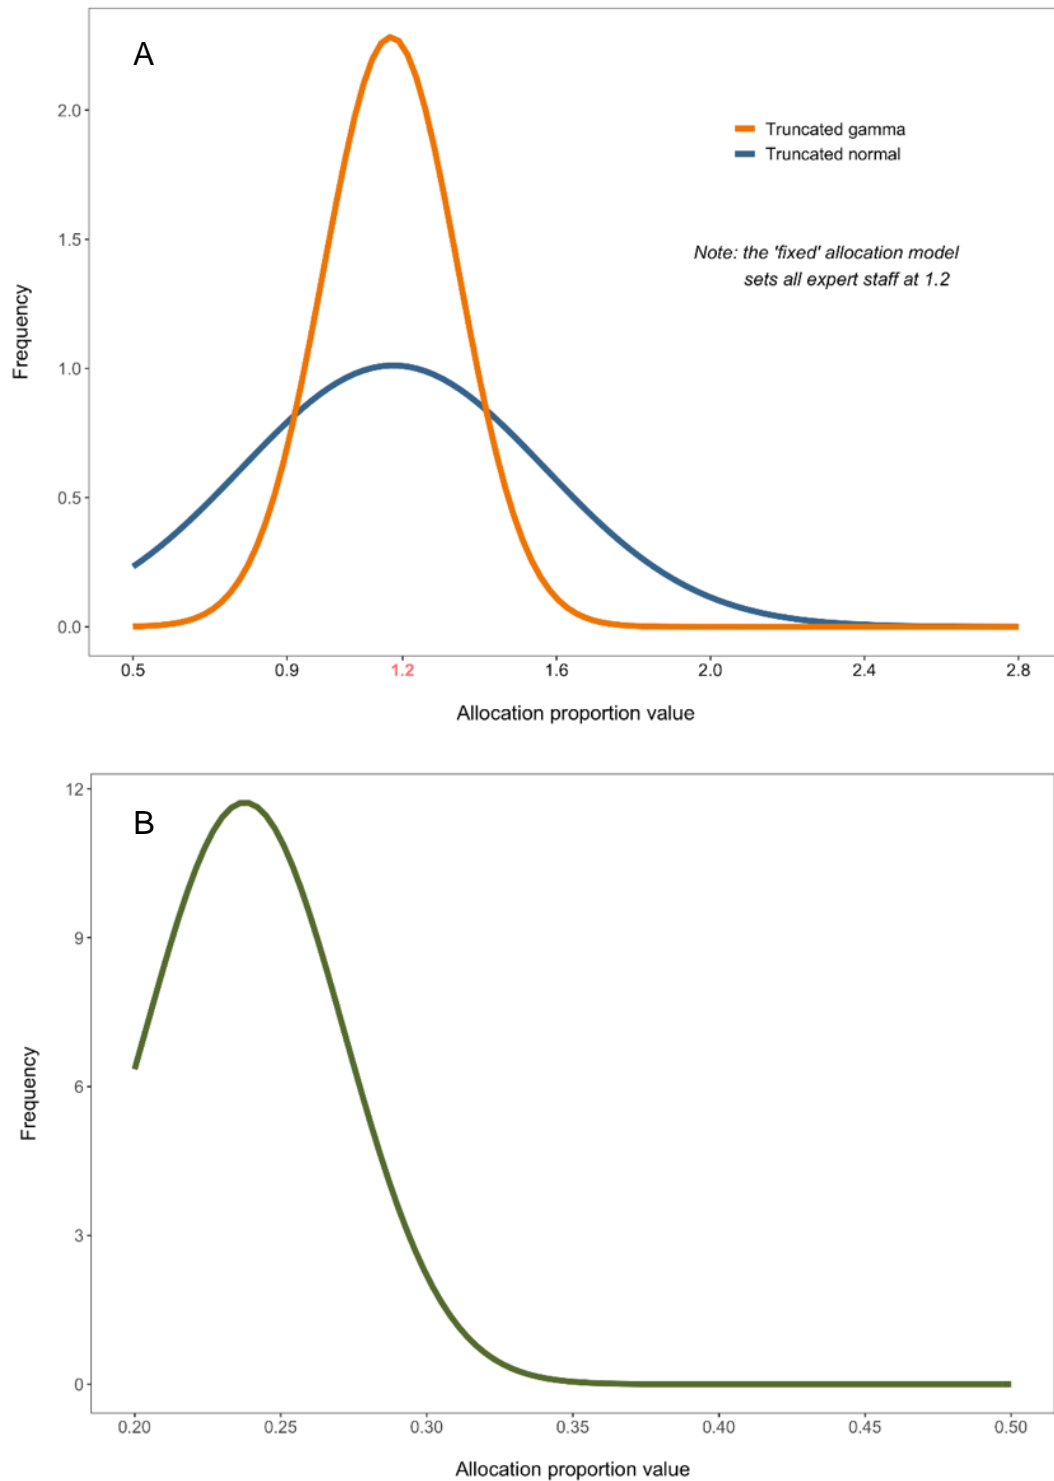 A
Truncated gamma
Truncated normal
Note: the 'fixed' allocation model
sets all expert staff at 1.2
Frequency
2.0
1.5
1.0
0.5
0.0
0.5 0.9 1.2 1.6 2.0 2.4 2.8
Allocation proportion value
B
Frequency
12
9
6
3
0
0.20 0.25 0.30 0.35 0.40 0.45 0.50
Allocation proportion value